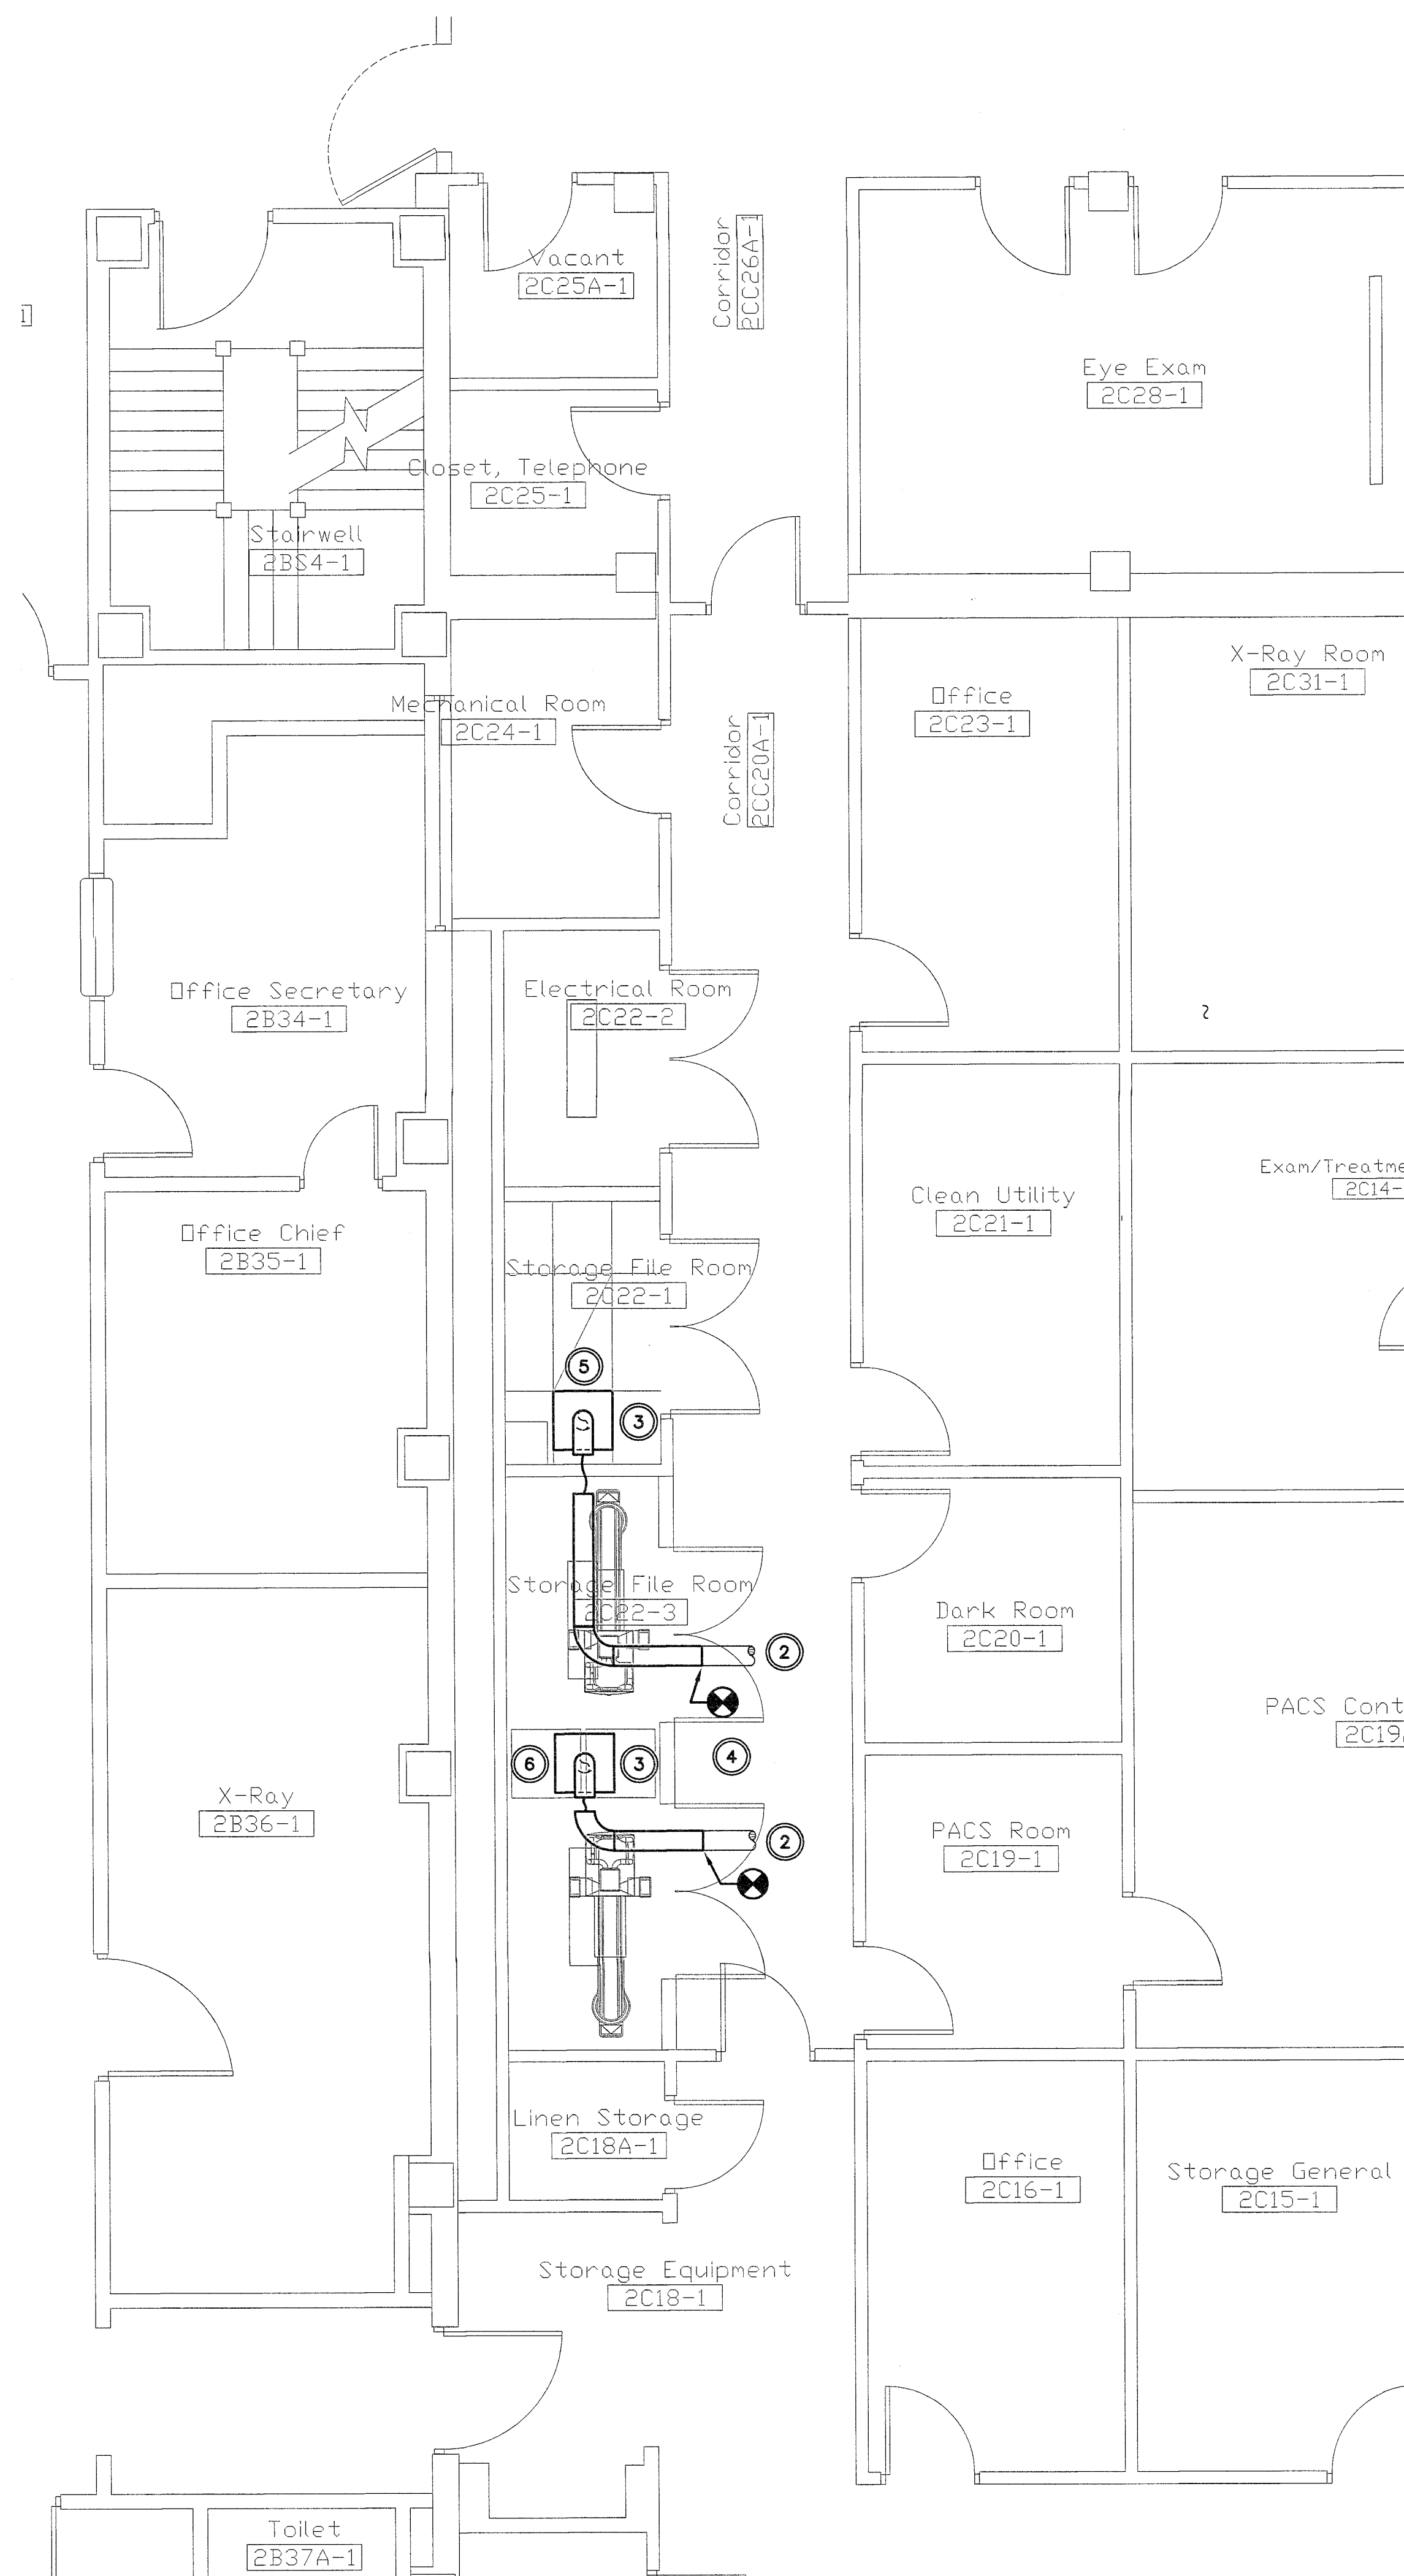 Vacant
2C25A-1
Corridor
2CC26A-1
1
Eye Exam
2C28-1
Closet, Telephone
2C25-1
Stairwell
2BS4-1
X-Ray Room
2C31-1
Office
2C23-1
Mechanical Room
2C24-1
Corridor
2CC20A-1
Office Secretary
2B34-1
Electrical Room
2C22-2
Exam/Treatme
2C14-
Clean Utility
2C21-1
Office Chief
2B35-1
Storage File Room
2C22-1
5
3
Storage File Room
2C22-3
Dark Room
2C20-1
2
PACS Cont
2C19
6
3
4
X-Ray
2B36-1
PACS Room
2C19-1
2
Linen Storage
2C18A-1
Office
2C16-1
Storage General
2C15-1
Storage Equipment
2C18-1
Toilet
2B37A-1